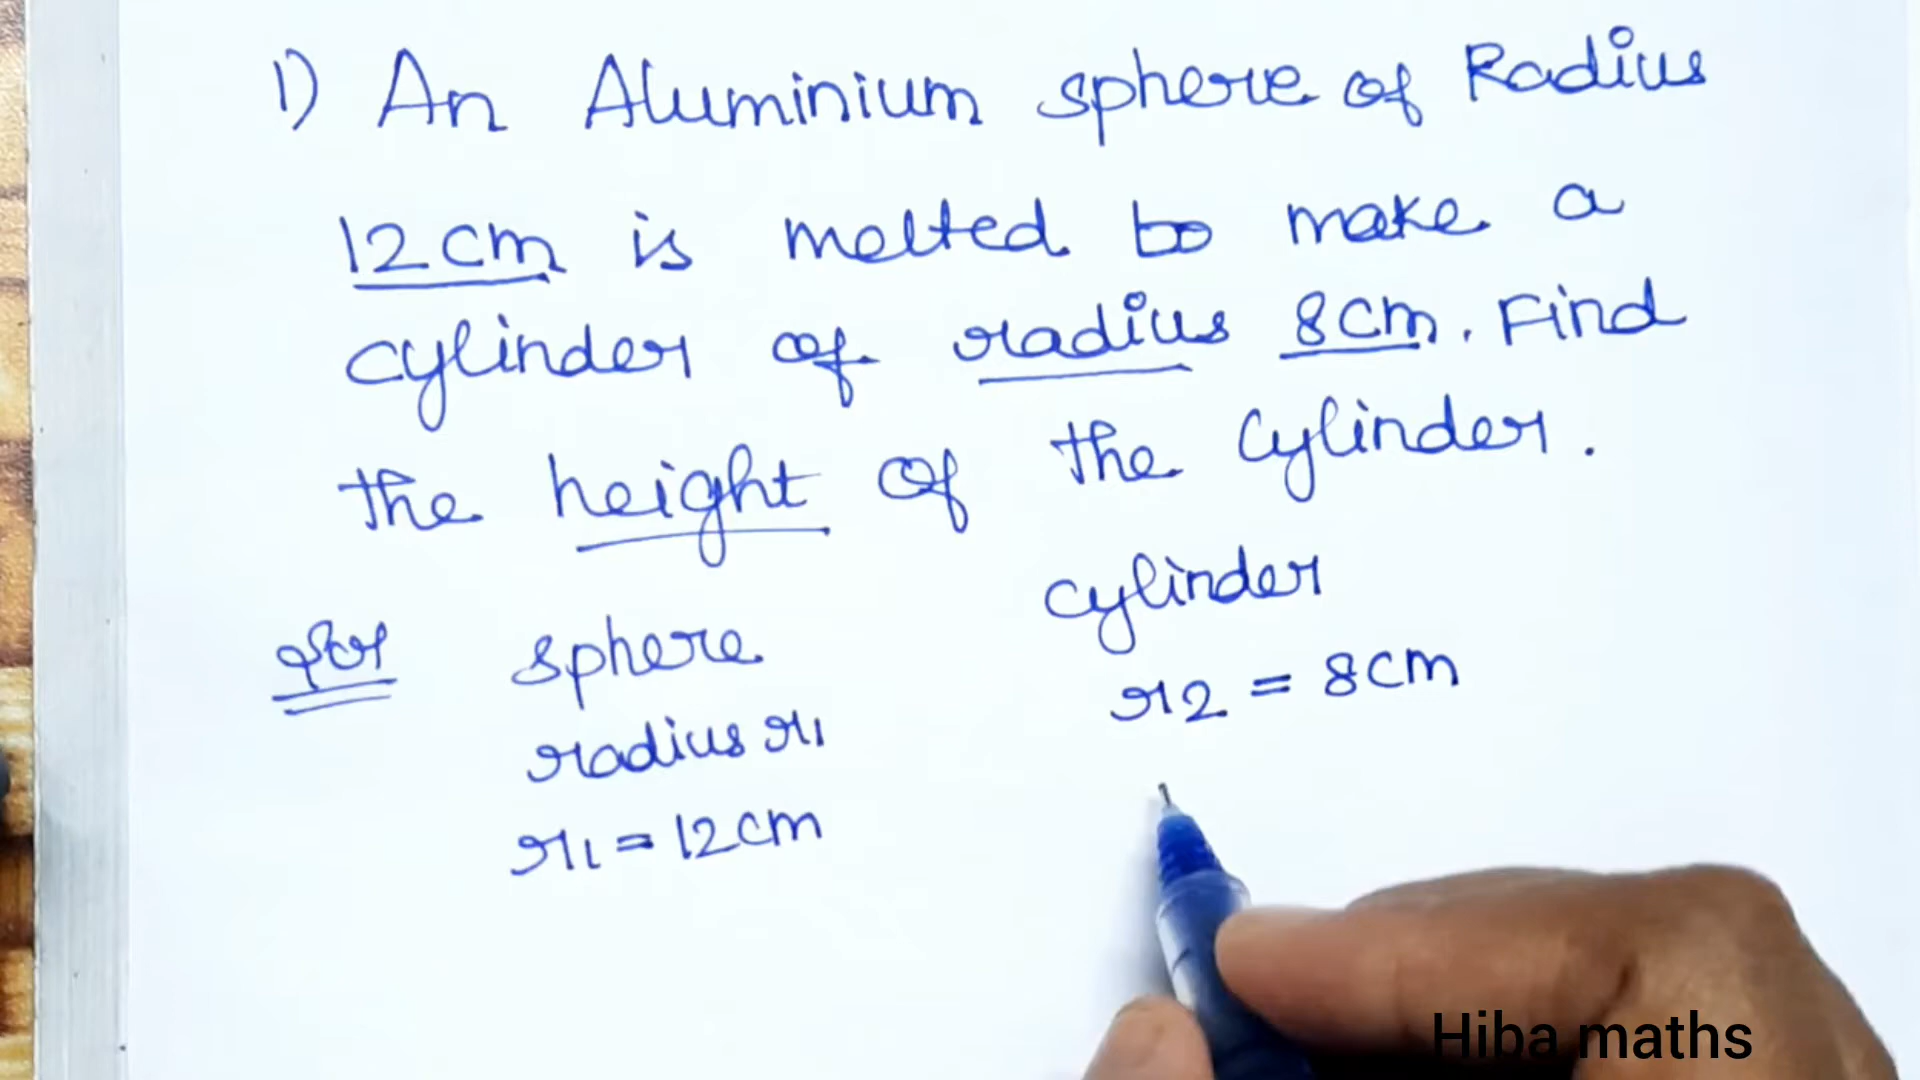 1) An Aluminium sphere of Radius
12cm is melted to make a
cylinder of radius 8cm. Find
the height of the cylinder.
Sol
sphere
radius r1
r1 = 12cm
cylinder
r2 = 8cm
Hiba maths